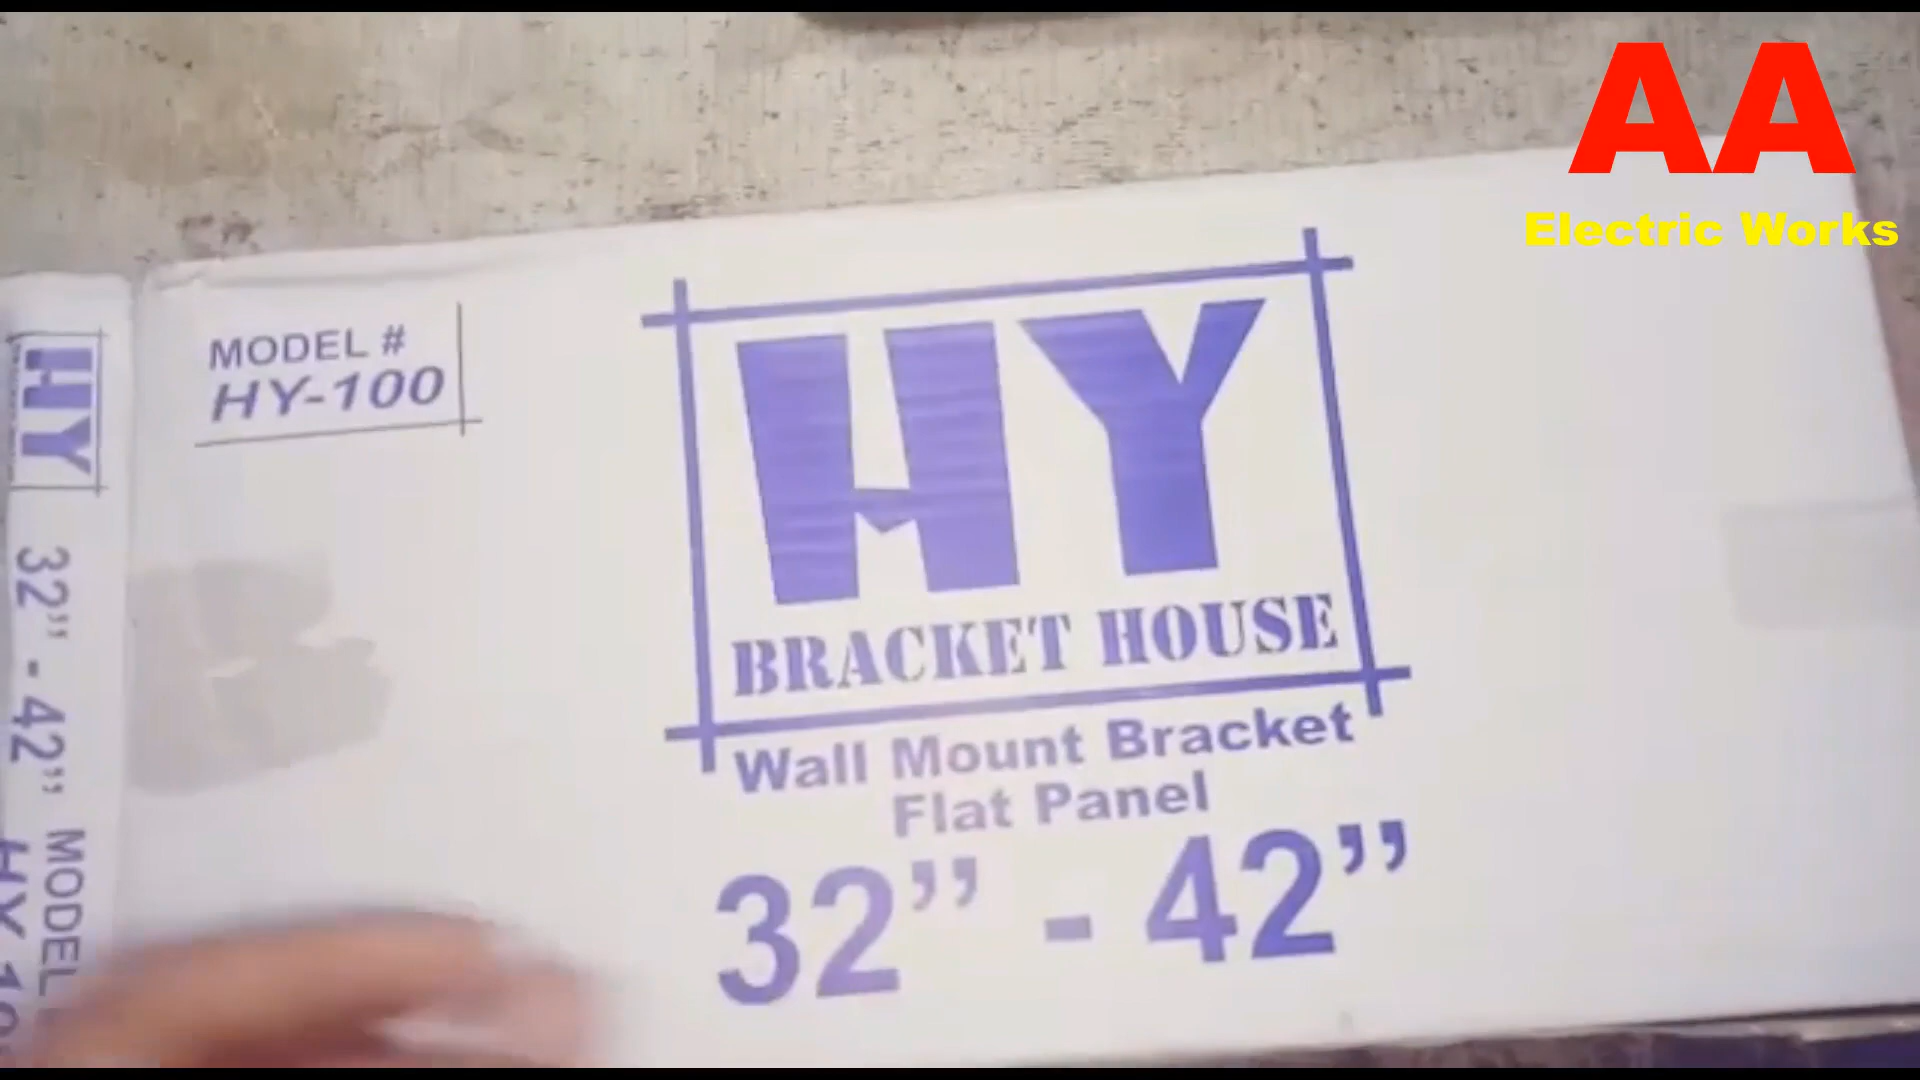 AA
Electric Works
MODEL #
HY-100
HY
BRACKET HOUSE
Wall Mount Bracket
Flat Panel
32’’ - 42’’
HY
32’’ - 42’’ MODEL